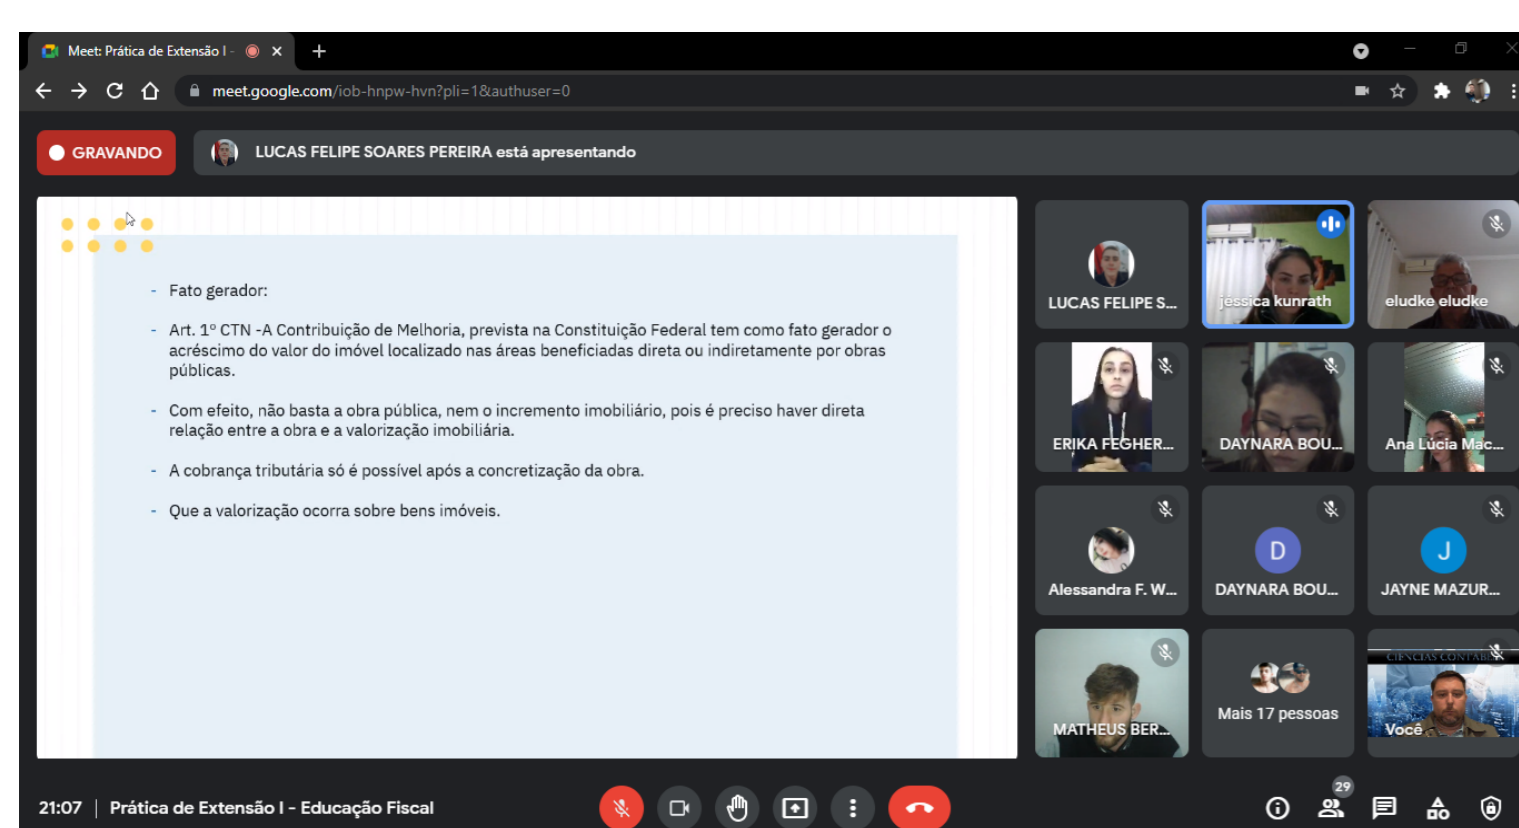 Meet: Prática de Extensão I -
meet.google.com/iob-hnpw-hvn?pli=1&authuser=0
GRAVANDO
LUCAS FELIPE SOARES PEREIRA está apresentando
- Fato gerador:
- Art. 1º CTN -A Contribuição de Melhoria, prevista na Constituição Federal tem como fato gerador o
acréscimo do valor do imóvel localizado nas áreas beneficiadas direta ou indiretamente por obras
públicas.
- Com efeito, não basta a obra pública, nem o incremento imobiliário, pois é preciso haver direta
relação entre a obra e a valorização imobiliária.
- A cobrança tributária só é possível após a concretização da obra.
- Que a valorização ocorra sobre bens imóveis.
LUCAS FELIPE S...
jéssica kunrath
eludke eludke
ERIKA FEGHER...
DAYNARA BOU...
Ana Lúcia Mac...
Alessandra F. W...
D
DAYNARA BOU...
J
JAYNE MAZUR...
MATHEUS BER...
Mais 17 pessoas
CIÊNCIAS CONTÁB
Você
21:07 | Prática de Extensão I - Educação Fiscal
29